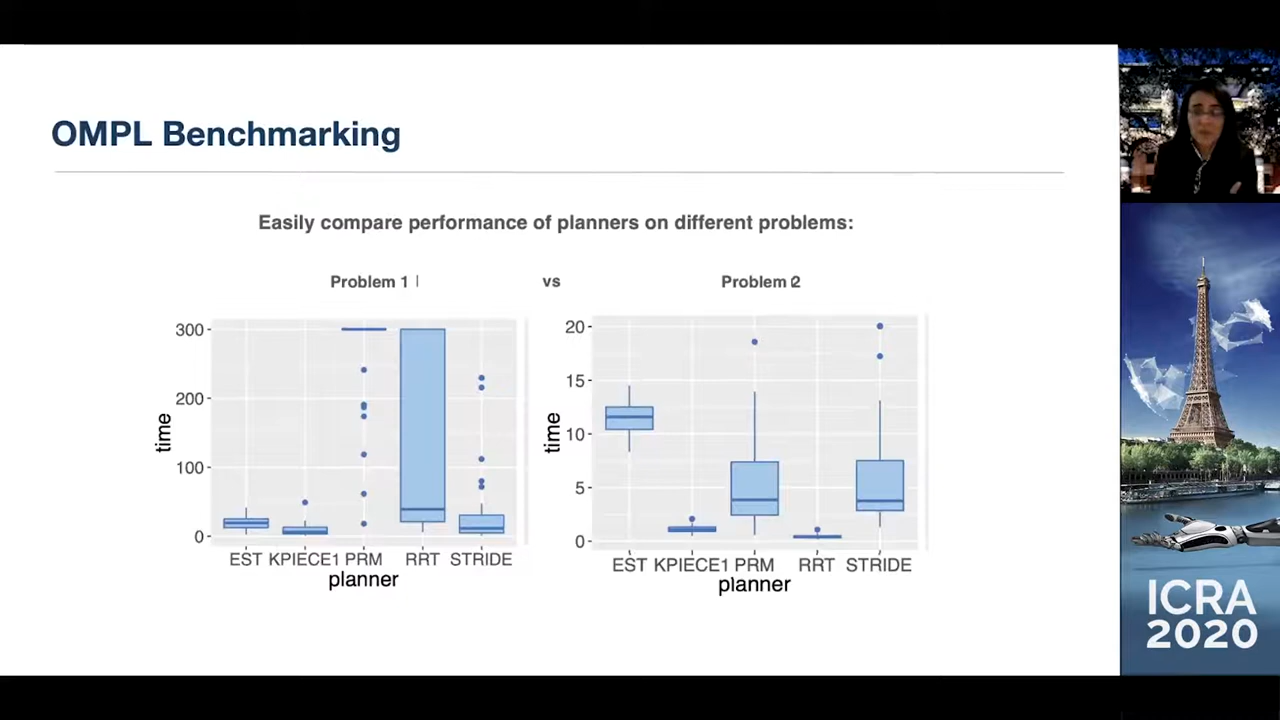 OMPL Benchmarking
Easily compare performance of planners on different problems:
Problem 1 vs Problem 2
300
200
100
0
time
EST KPIECE1 PRM RRT STRIDE
planner
20
15
10
5
0
time
EST KPIECE1 PRM RRT STRIDE
planner
ICRA
2020